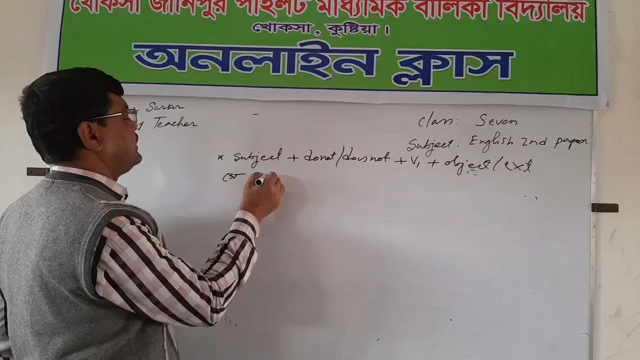 খোকসা জানিপুর পাইলট মাধ্যমিক বালিকা বিদ্যালয়
খোকসা, কুষ্টিয়া।
অনলাইন ক্লাস
Sarkar
Teacher
Class: Seven
Subject: English 2nd paper
* Subject + donot/doesnot + V₁ + object/ext